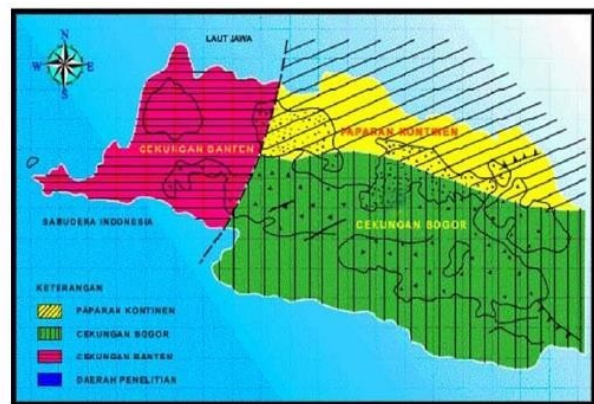 LAUT JAWA
N
W E
S
PAPARAN KONTINEN
CEKUNGAN BANTEN
SAMUDERA INDONESIA
CEKUNGAN BOGOR
KETERANGAN
PAPARAN KONTINEN
CEKUNGAN BOGOR
CEKUNGAN BANTEN
DAERAH PENELITIAN